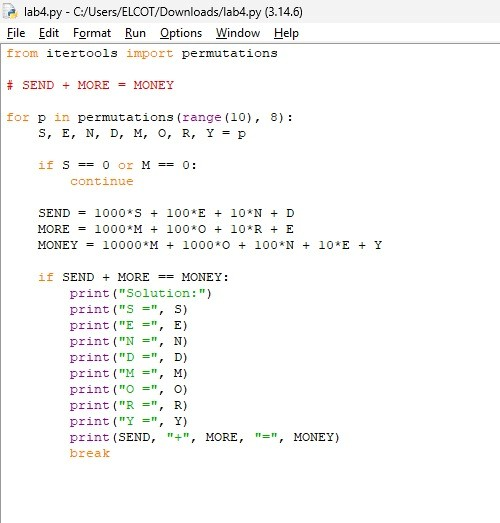 lab4.py - C:/Users/ELCOT/Downloads/lab4.py (3.14.6)
File Edit Format Run Options Window Help
from itertools import permutations
# SEND + MORE = MONEY
for p in permutations(range(10), 8):
    S, E, N, D, M, O, R, Y = p
    if S == 0 or M == 0:
        continue
    SEND = 1000*S + 100*E + 10*N + D
    MORE = 1000*M + 100*O + 10*R + E
    MONEY = 10000*M + 1000*O + 100*N + 10*E + Y
    if SEND + MORE == MONEY:
        print("Solution:")
        print("S =", S)
        print("E =", E)
        print("N =", N)
        print("D =", D)
        print("M =", M)
        print("O =", O)
        print("R =", R)
        print("Y =", Y)
        print(SEND, "+", MORE, "=", MONEY)
        break